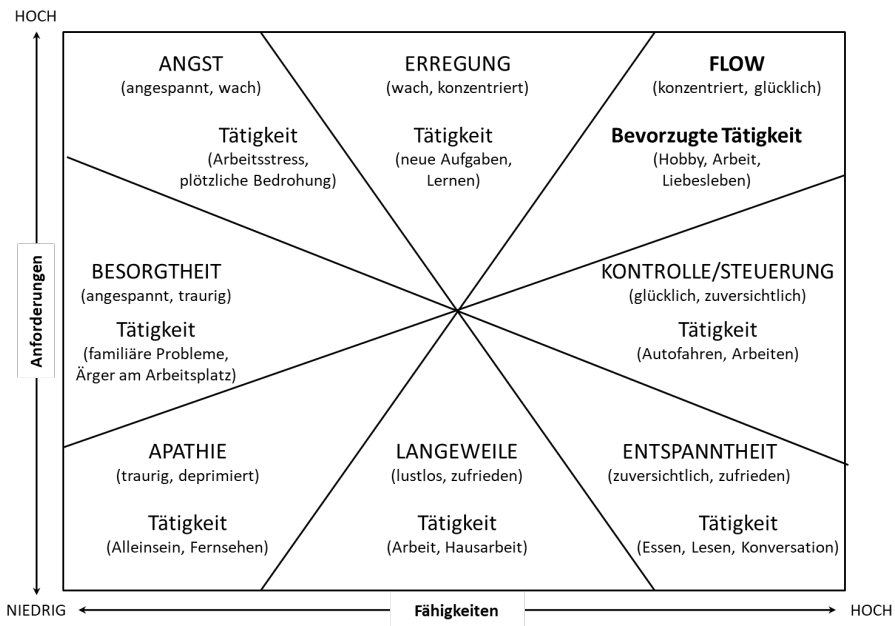 HOCH
ANGST
(angespannt, wach)
Tätigkeit
(Arbeitsstress,
plötzliche Bedrohung)
ERREGUNG
(wach, konzentriert)
Tätigkeit
(neue Aufgaben,
Lernen)
FLOW
(konzentriert, glücklich)
Bevorzugte Tätigkeit
(Hobby, Arbeit,
Liebesleben)
Anforderungen
BESORGTHEIT
(angespannt, traurig)
Tätigkeit
(familiäre Probleme,
Ärger am Arbeitsplatz)
KONTROLLE/STEUERUNG
(glücklich, zuversichtlich)
Tätigkeit
(Autofahren, Arbeiten)
APATHIE
(traurig, deprimiert)
Tätigkeit
(Alleinsein, Fernsehen)
LANGEWEILE
(lustlos, zufrieden)
Tätigkeit
(Arbeit, Hausarbeit)
ENTSPANNTHEIT
(zuversichtlich, zufrieden)
Tätigkeit
(Essen, Lesen, Konversation)
NIEDRIG
Fähigkeiten
HOCH